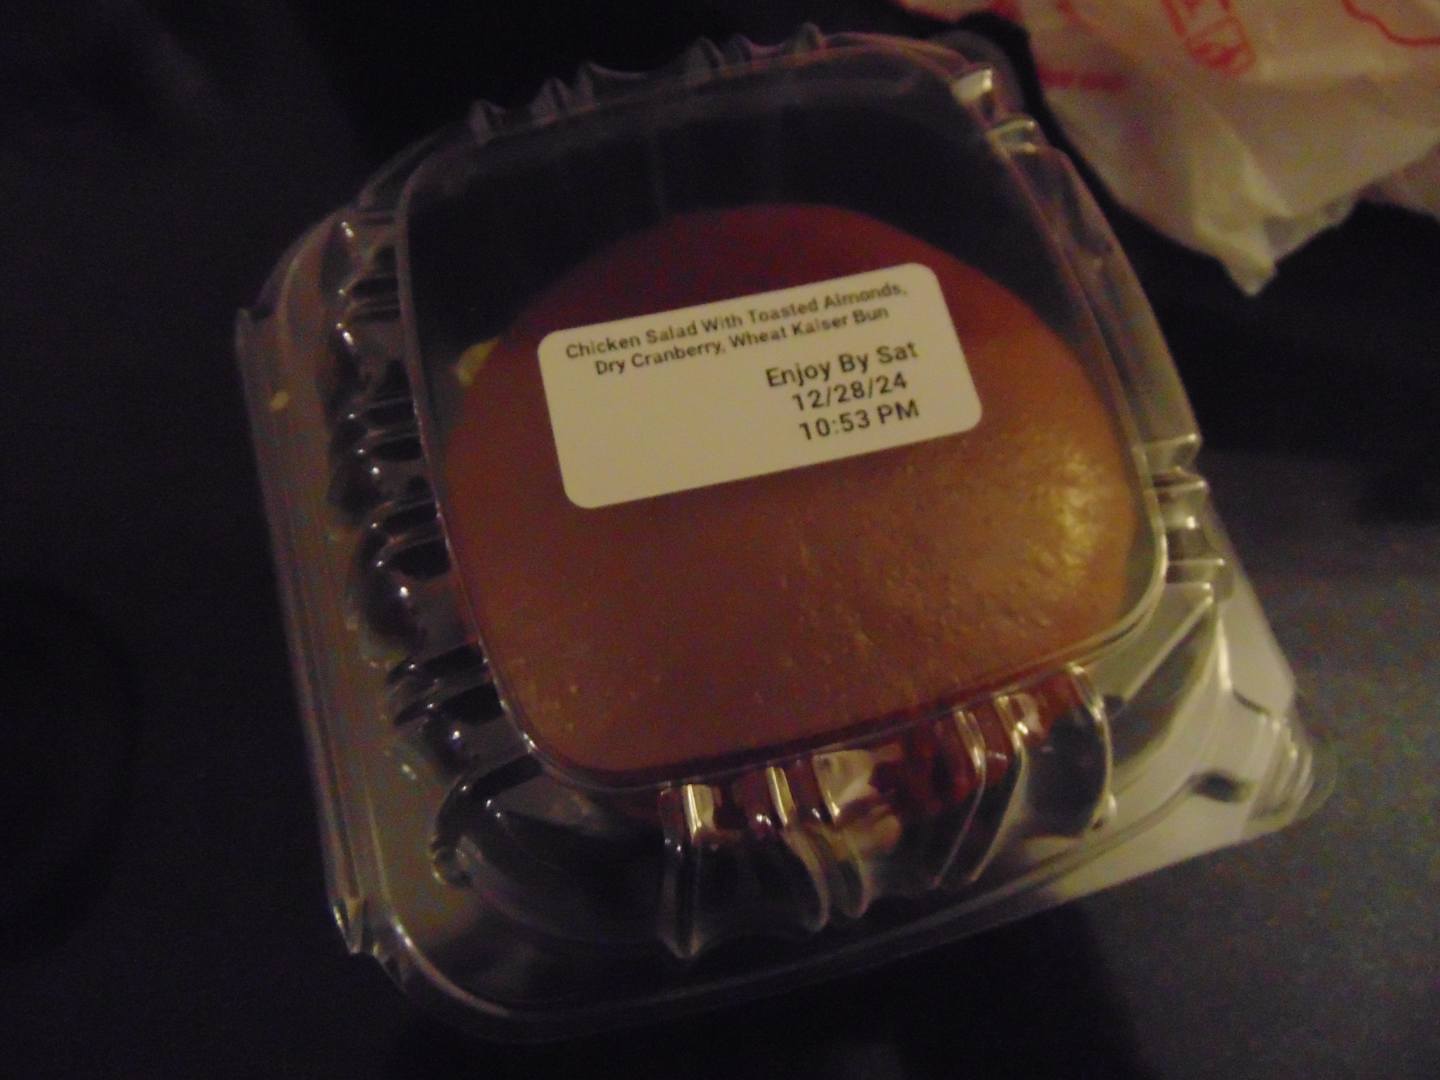 Chicken Salad With Toasted Almonds,
Dry Cranberry, Wheat Kaiser Bun
Enjoy By Sat
12/28/24
10:53 PM